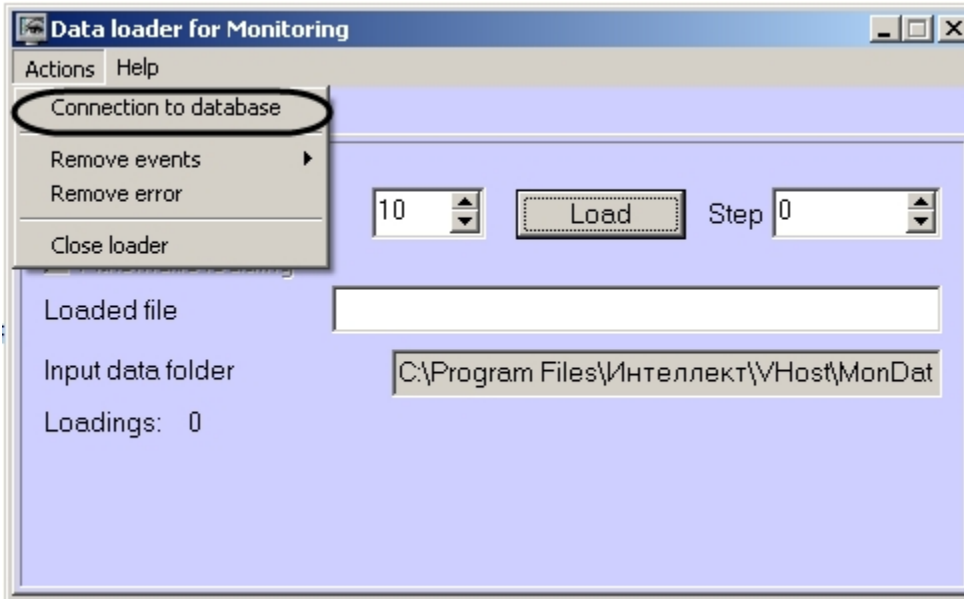 Data loader for Monitoring
Actions Help
Connection to database
Remove events
Remove error
Close loader
10 Load Step 0
Loaded file
Input data folder C:\Program Files\Интеллект\VHost\MonDat
Loadings: 0